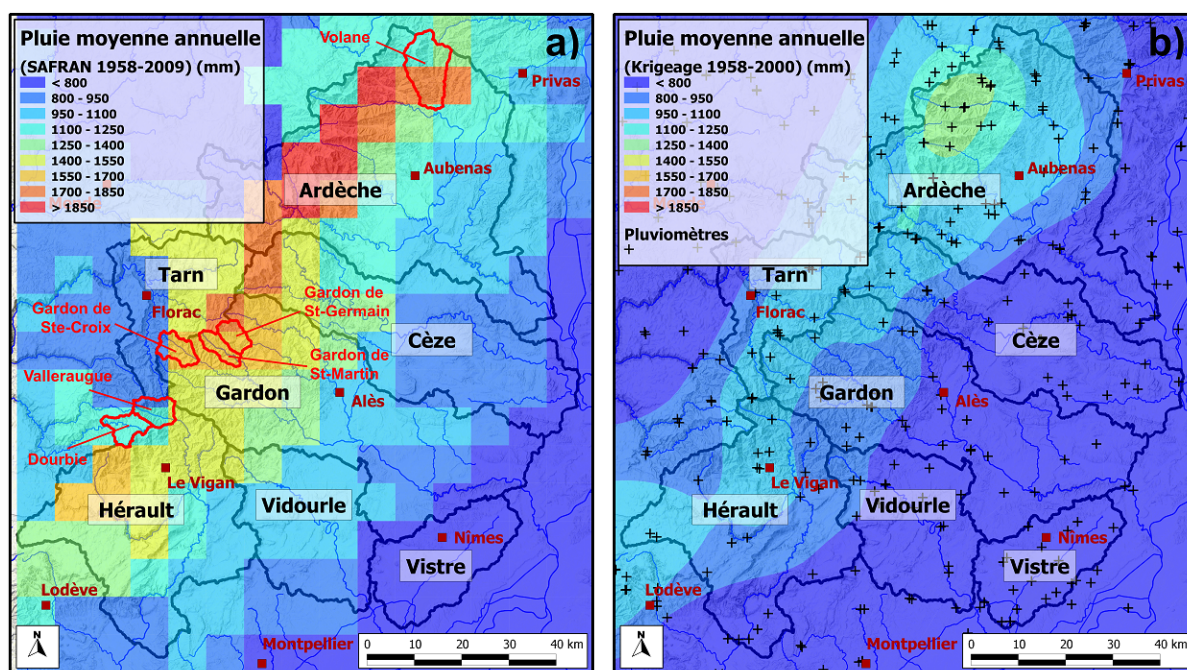 Pluie moyenne annuelle
(SAFRAN 1958-2009) (mm)
< 800
800 - 950
950 - 1100
1100 - 1250
1250 - 1400
1400 - 1550
1550 - 1700
1700 - 1850
> 1850
a)
Volane
Privas
Aubenas
Ardèche
Tarn
Florac
Gardon de
Ste-Croix
Gardon de
St-Germain
Cèze
Gardon de
St-Martin
Valleraugue
Gardon
Alès
Dourbie
Le Vigan
Hérault
Vidourle
Nîmes
Vistre
Lodève
Montpellier
N
0 10 20 30 40 km
Pluie moyenne annuelle
(Krigeage 1958-2000) (mm)
< 800
800 - 950
950 - 1100
1100 - 1250
1250 - 1400
1400 - 1550
1550 - 1700
1700 - 1850
> 1850
Pluviomètres
b)
Privas
Aubenas
Ardèche
Tarn
Florac
Cèze
Gardon
Alès
Le Vigan
Hérault
Vidourle
Nîmes
Vistre
Lodève
Montpellier
N
0 10 20 30 40 km